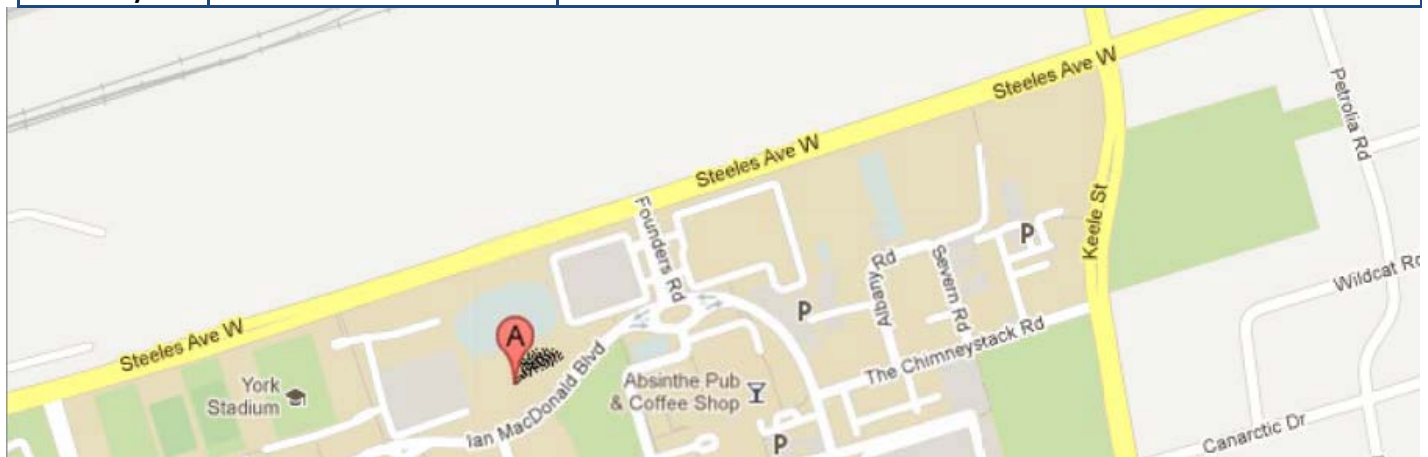 Steeles Ave W
Petrolia Rd
Steeles Ave W
Keele St
Founders Rd
P
Rd
Albany
Severn Rd
Wildcat Rd
P
Steeles Ave W
A
The Chimneystack Rd
York
Stadium
Absinthe Pub
& Coffee Shop
Ian MacDonald Blvd
P
Canarctic Dr